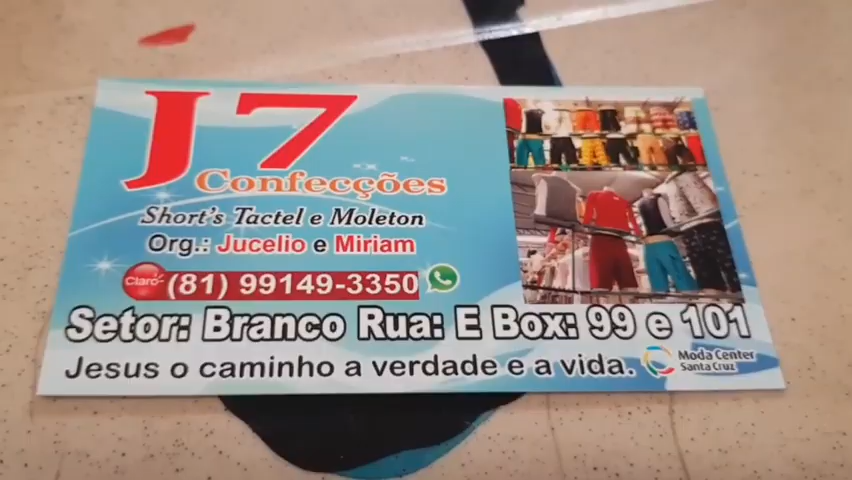 J7
Confecções
Short's Tactel e Moleton
Org.: Jucelio e Miriam
Claro (81) 99149-3350
Setor: Branco Rua: E Box: 99 e 101
Jesus o caminho a verdade e a vida.
Moda Center
Santa Cruz